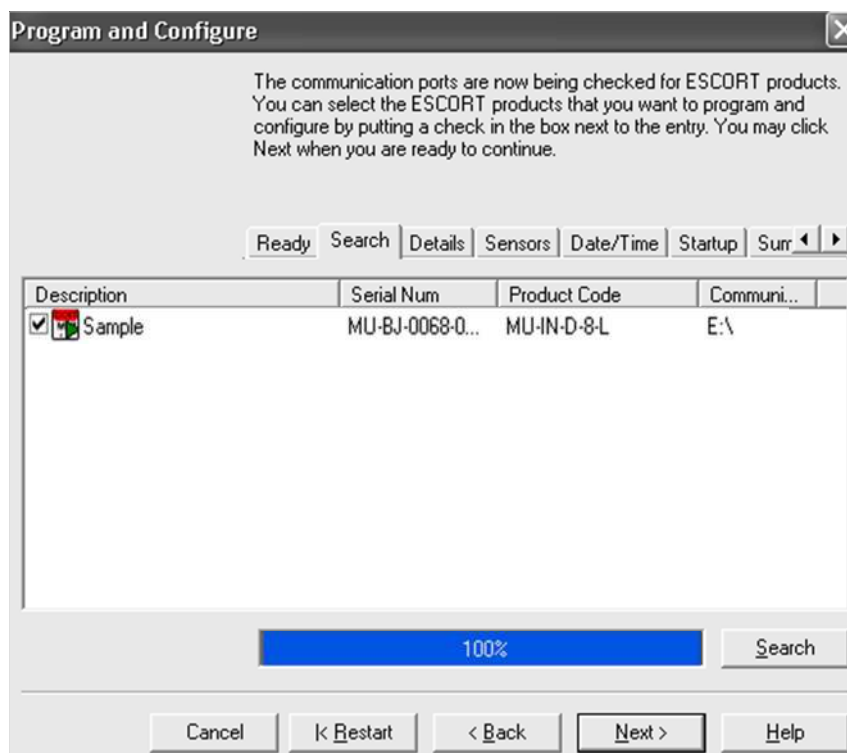 Program and Configure
The communication ports are now being checked for ESCORT products.
You can select the ESCORT products that you want to program and
configure by putting a check in the box next to the entry. You may click
Next when you are ready to continue.
Ready Search Details Sensors Date/Time Startup Sum
Description Serial Num Product Code Communi...
Sample MU-BJ-0068-0... MU-IN-D-8-L E:\
100% Search
Cancel |< Restart < Back Next > Help